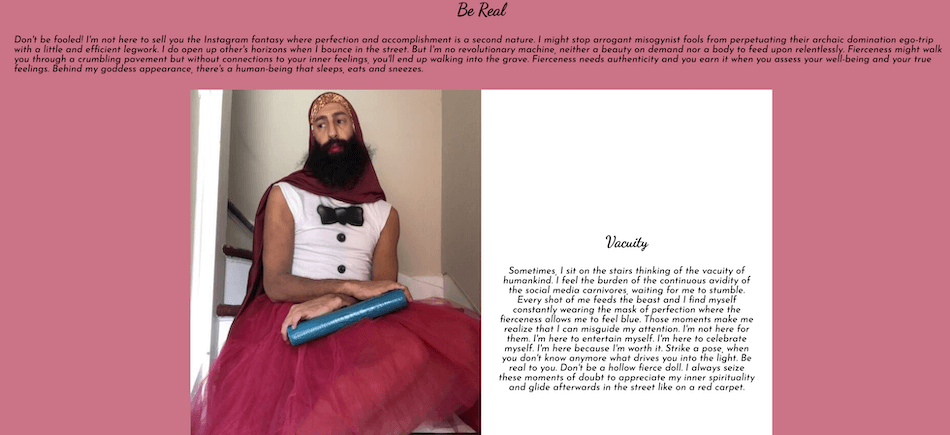 Be Real
Don't be fooled! I'm not here to sell you the Instagram fantasy where perfection and accomplishment is a second nature. I might stop arrogant misogynist fools from perpetuating their archaic domination ego-trip
with a little and efficient legwork. I do open up other's horizons when I bounce in the street. But I'm no revolutionary machine, neither a beauty on demand nor a body to feed upon relentlessly. Fierceness might walk
you through a crumbling pavement but without connections to your inner feelings, you'll end up walking into the grave. Fierceness needs authenticity and you earn it when you assess your well-being and your true
feelings. Behind my goddess appearance, there's a human-being that sleeps, eats and sneezes.
Vacuity
Sometimes, I sit on the stairs thinking of the vacuity of
humankind. I feel the burden of the continuous avidity of
the social media carnivores, waiting for me to stumble.
Every shot of me feeds the beast and I find myself
constantly wearing the mask of perfection where the
fierceness allows me to feel blue. Those moments make me
realize that I can misguide my attention. I'm not here for
them. I'm here to entertain myself. I'm here to celebrate
myself. I'm here because I'm worth it. Strike a pose, when
you don't know anymore what drives you into the light. Be
real to you. Don't be a hollow fierce doll. I always seize
these moments of doubt to appreciate my inner spirituality
and glide afterwards in the street like on a red carpet.